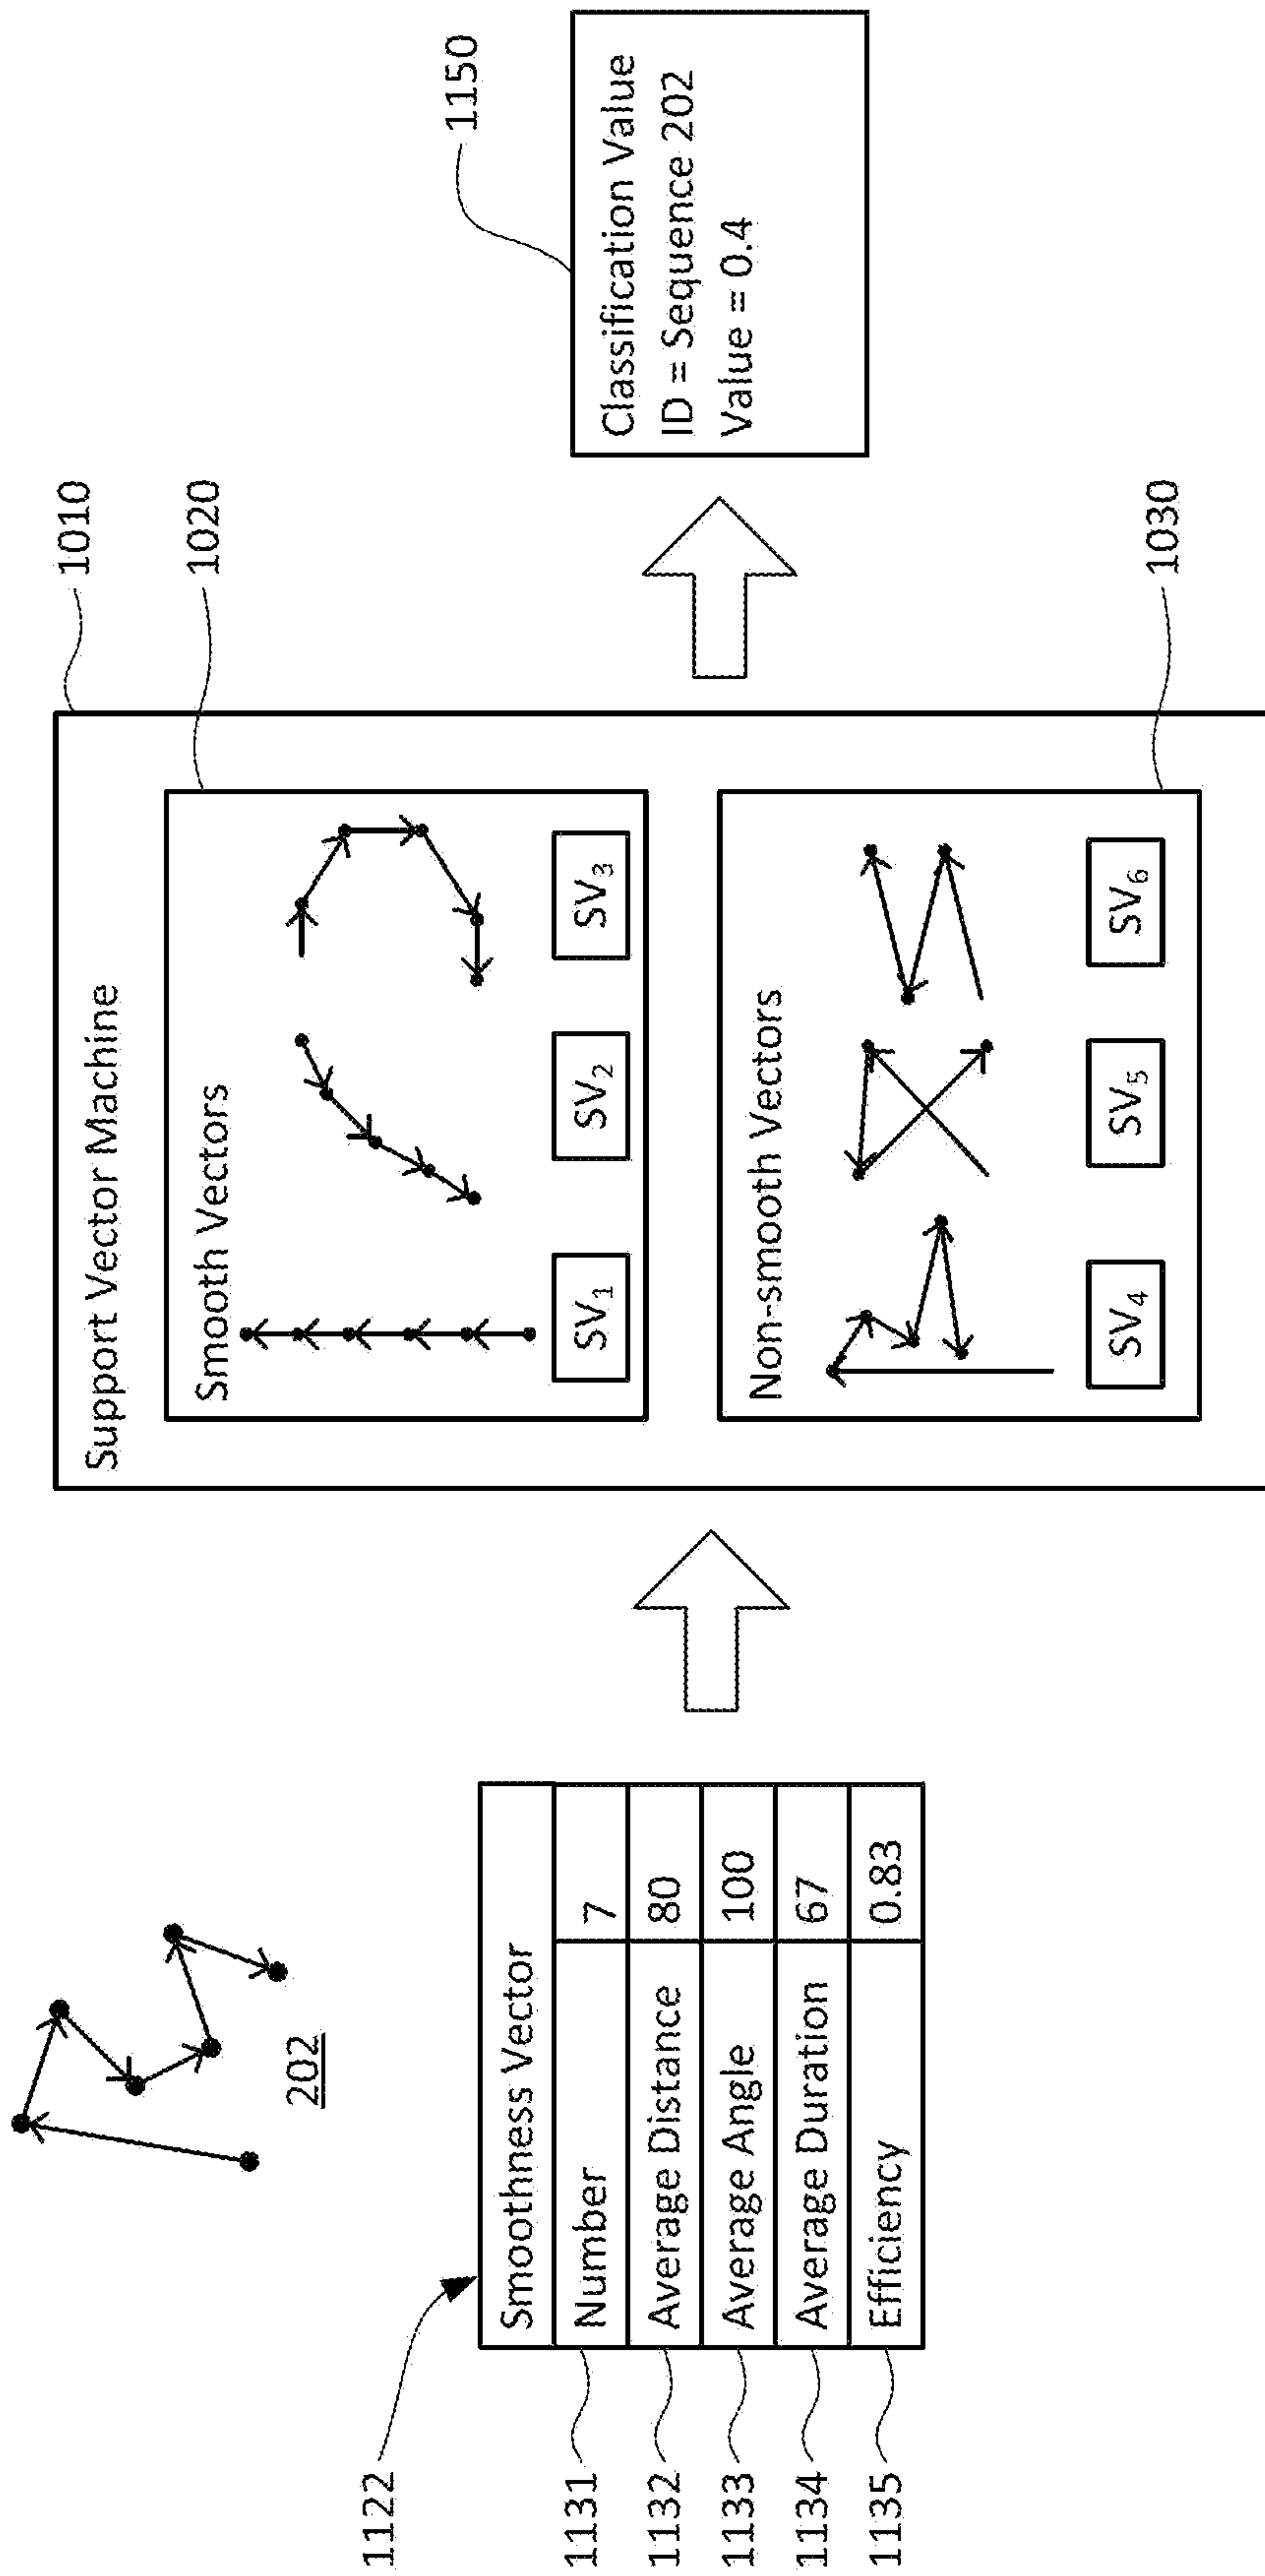 202
1122
Smoothness Vector
1131 Number 7
1132 Average Distance 80
1133 Average Angle 100
1134 Average Duration 67
1135 Efficiency 0.83
1010
Support Vector Machine
1020
Smooth Vectors
SV1 SV2 SV3
1030
Non-smooth Vectors
SV4 SV5 SV6
1150
Classification Value
ID = Sequence 202
Value = 0.4